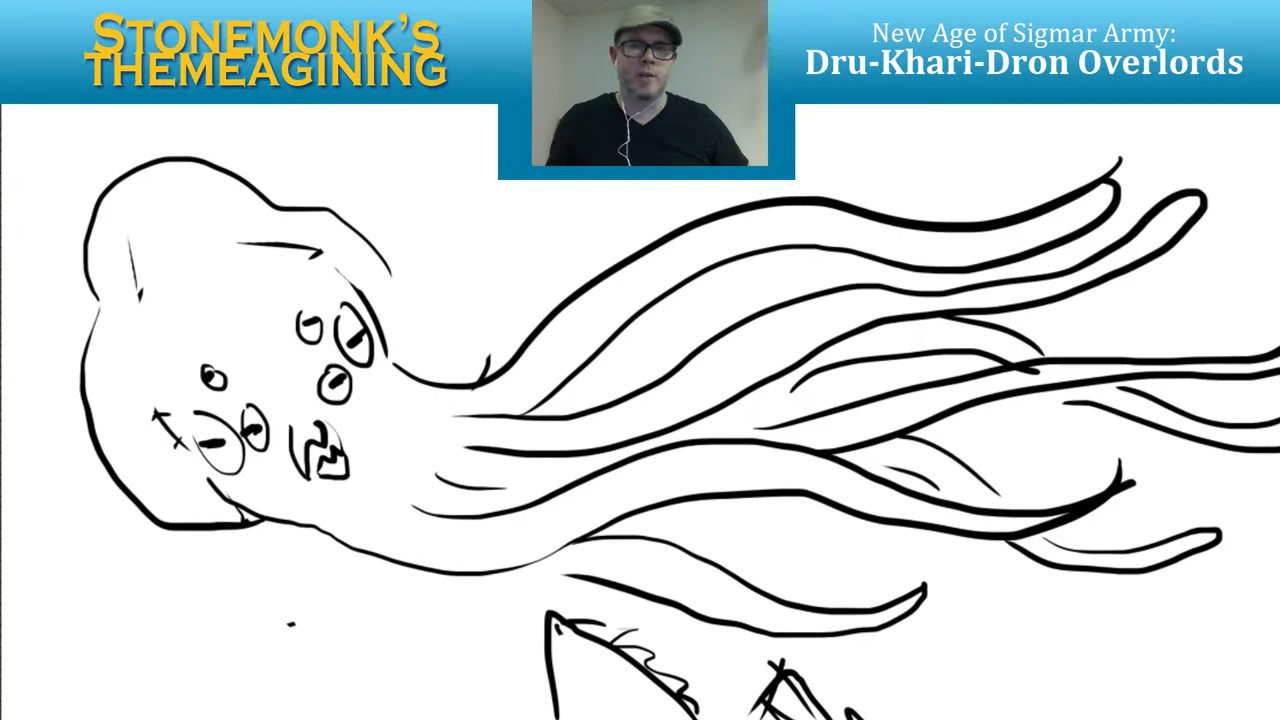 STONEMONK'S
THEMEAGINING
New Age of Sigmar Army:
Dru-Khari-Dron Overlords